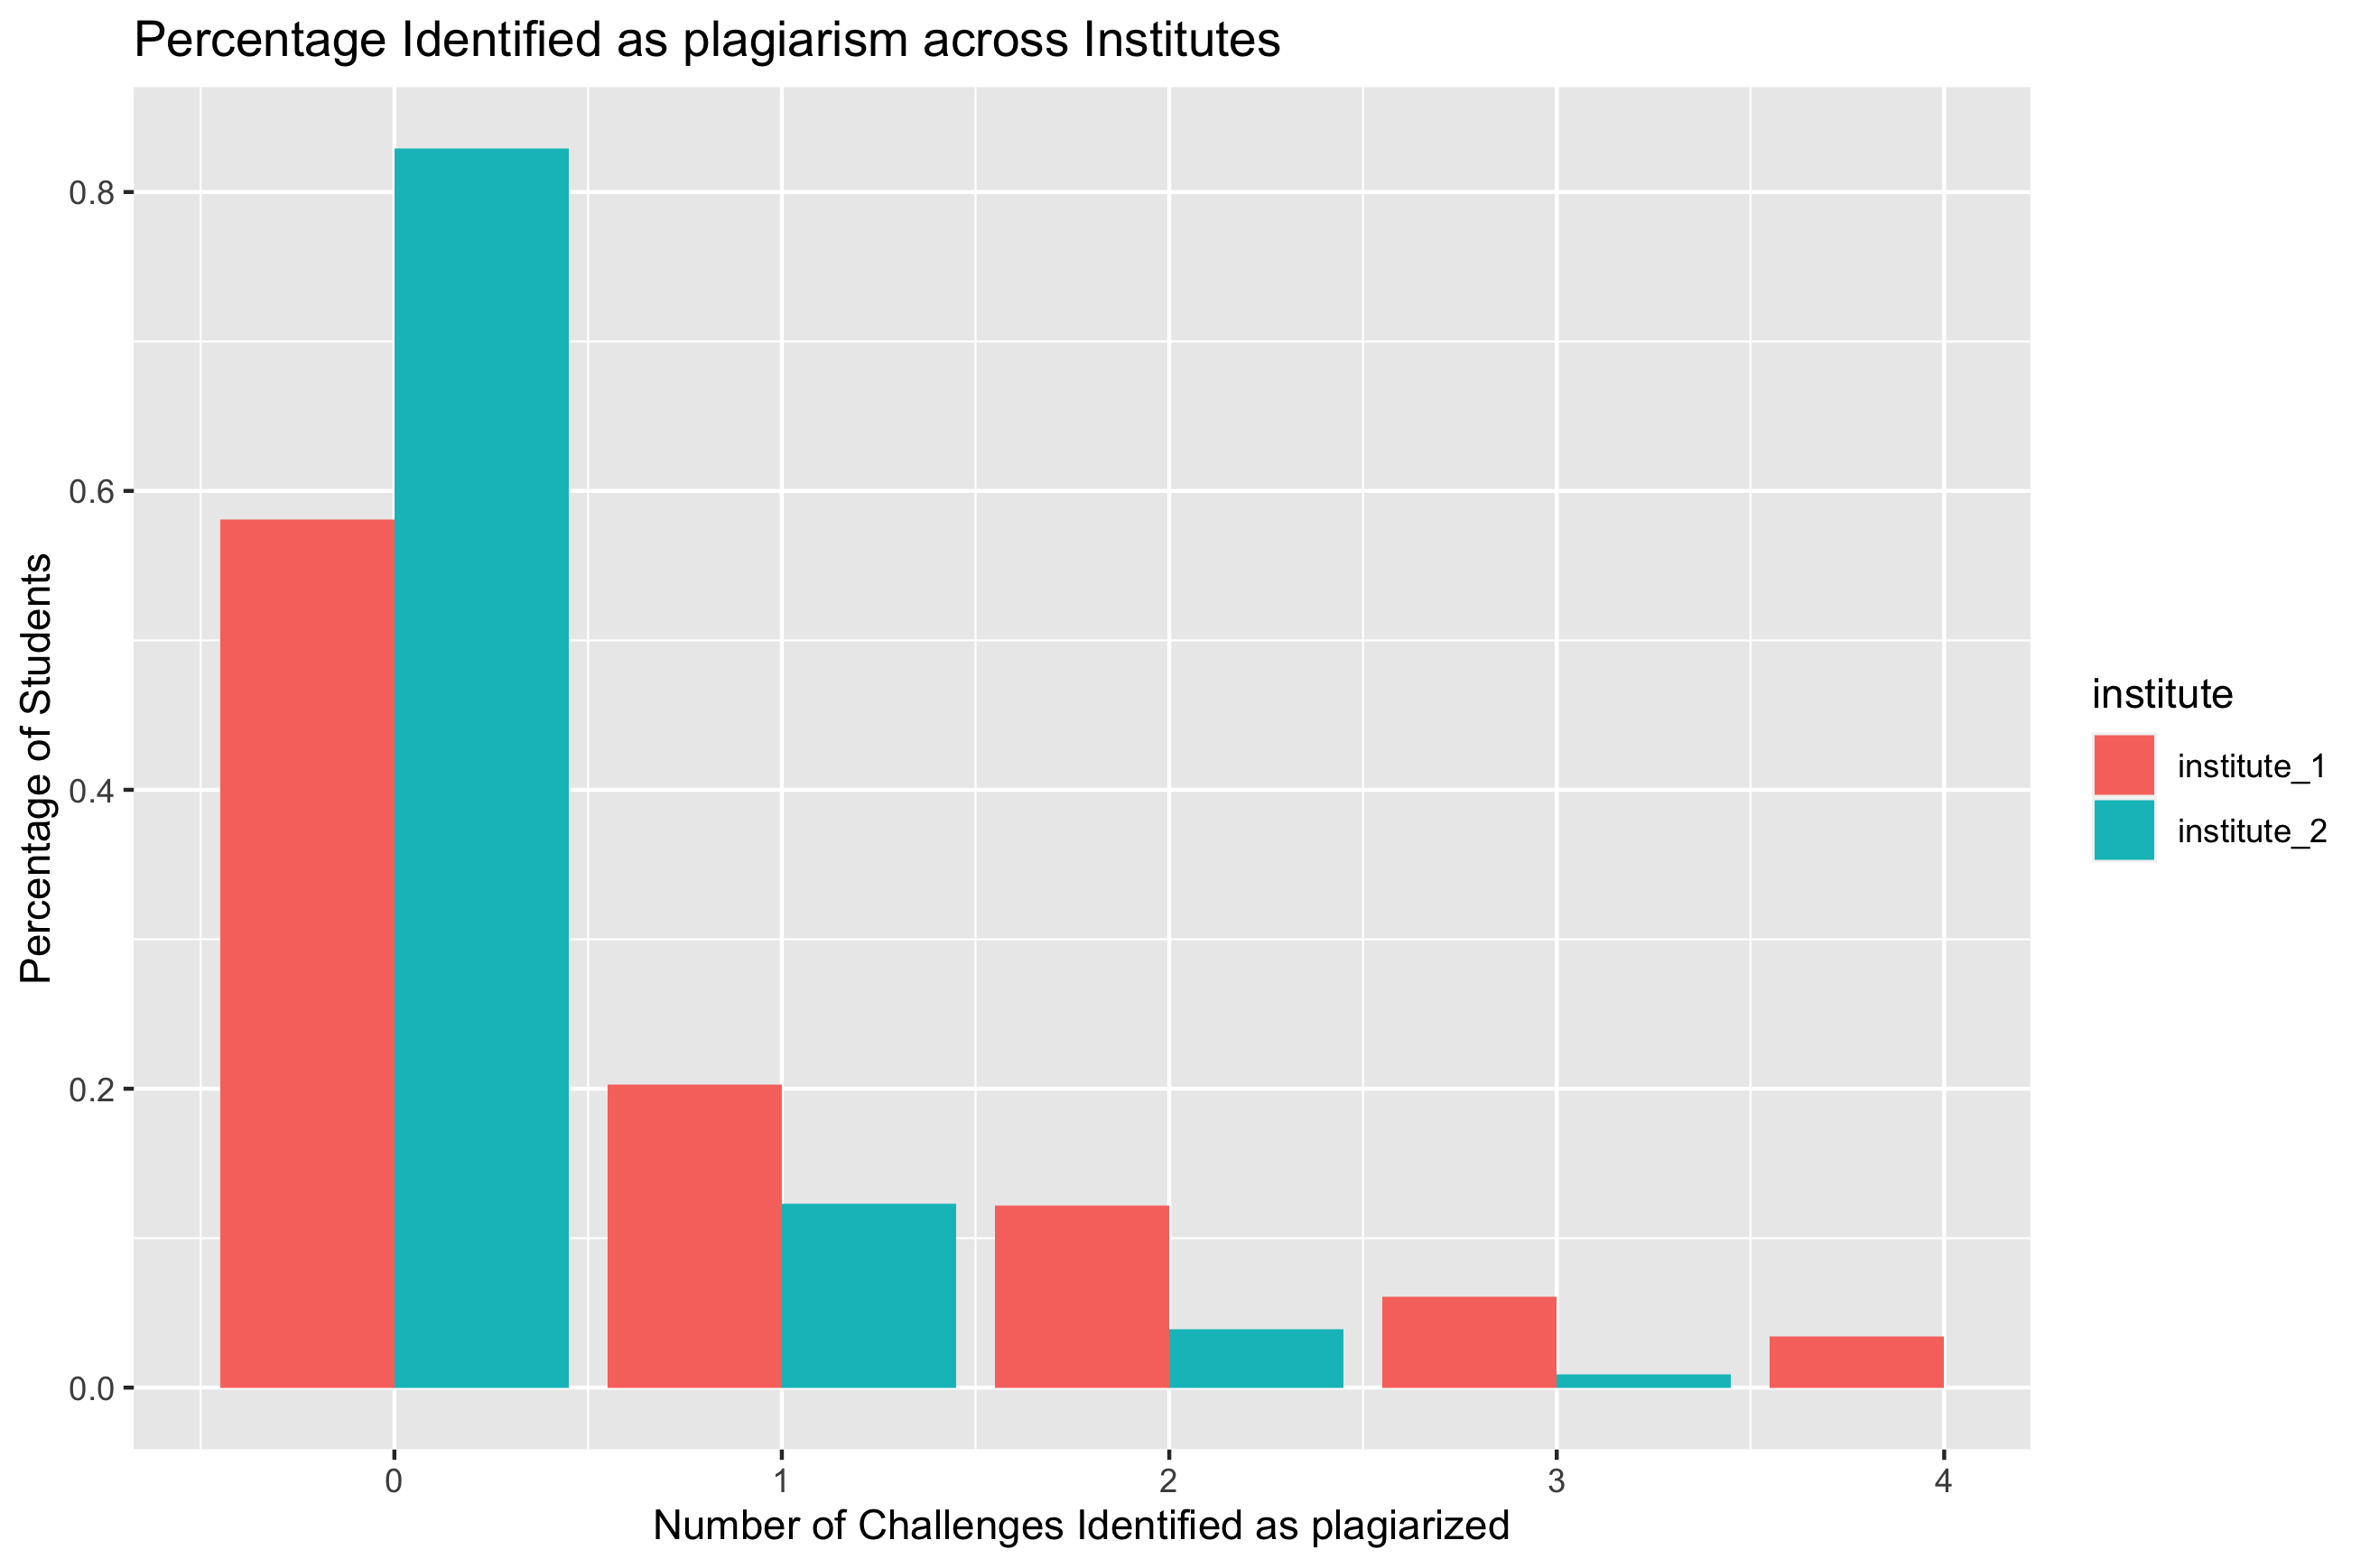 Percentage Identified as plagiarism across Institutes
Percentage of Students
0.8
0.6
0.4
0.2
0.0
0 1 2 3 4
Number of Challenges Identified as plagiarized
institute
institute_1
institute_2